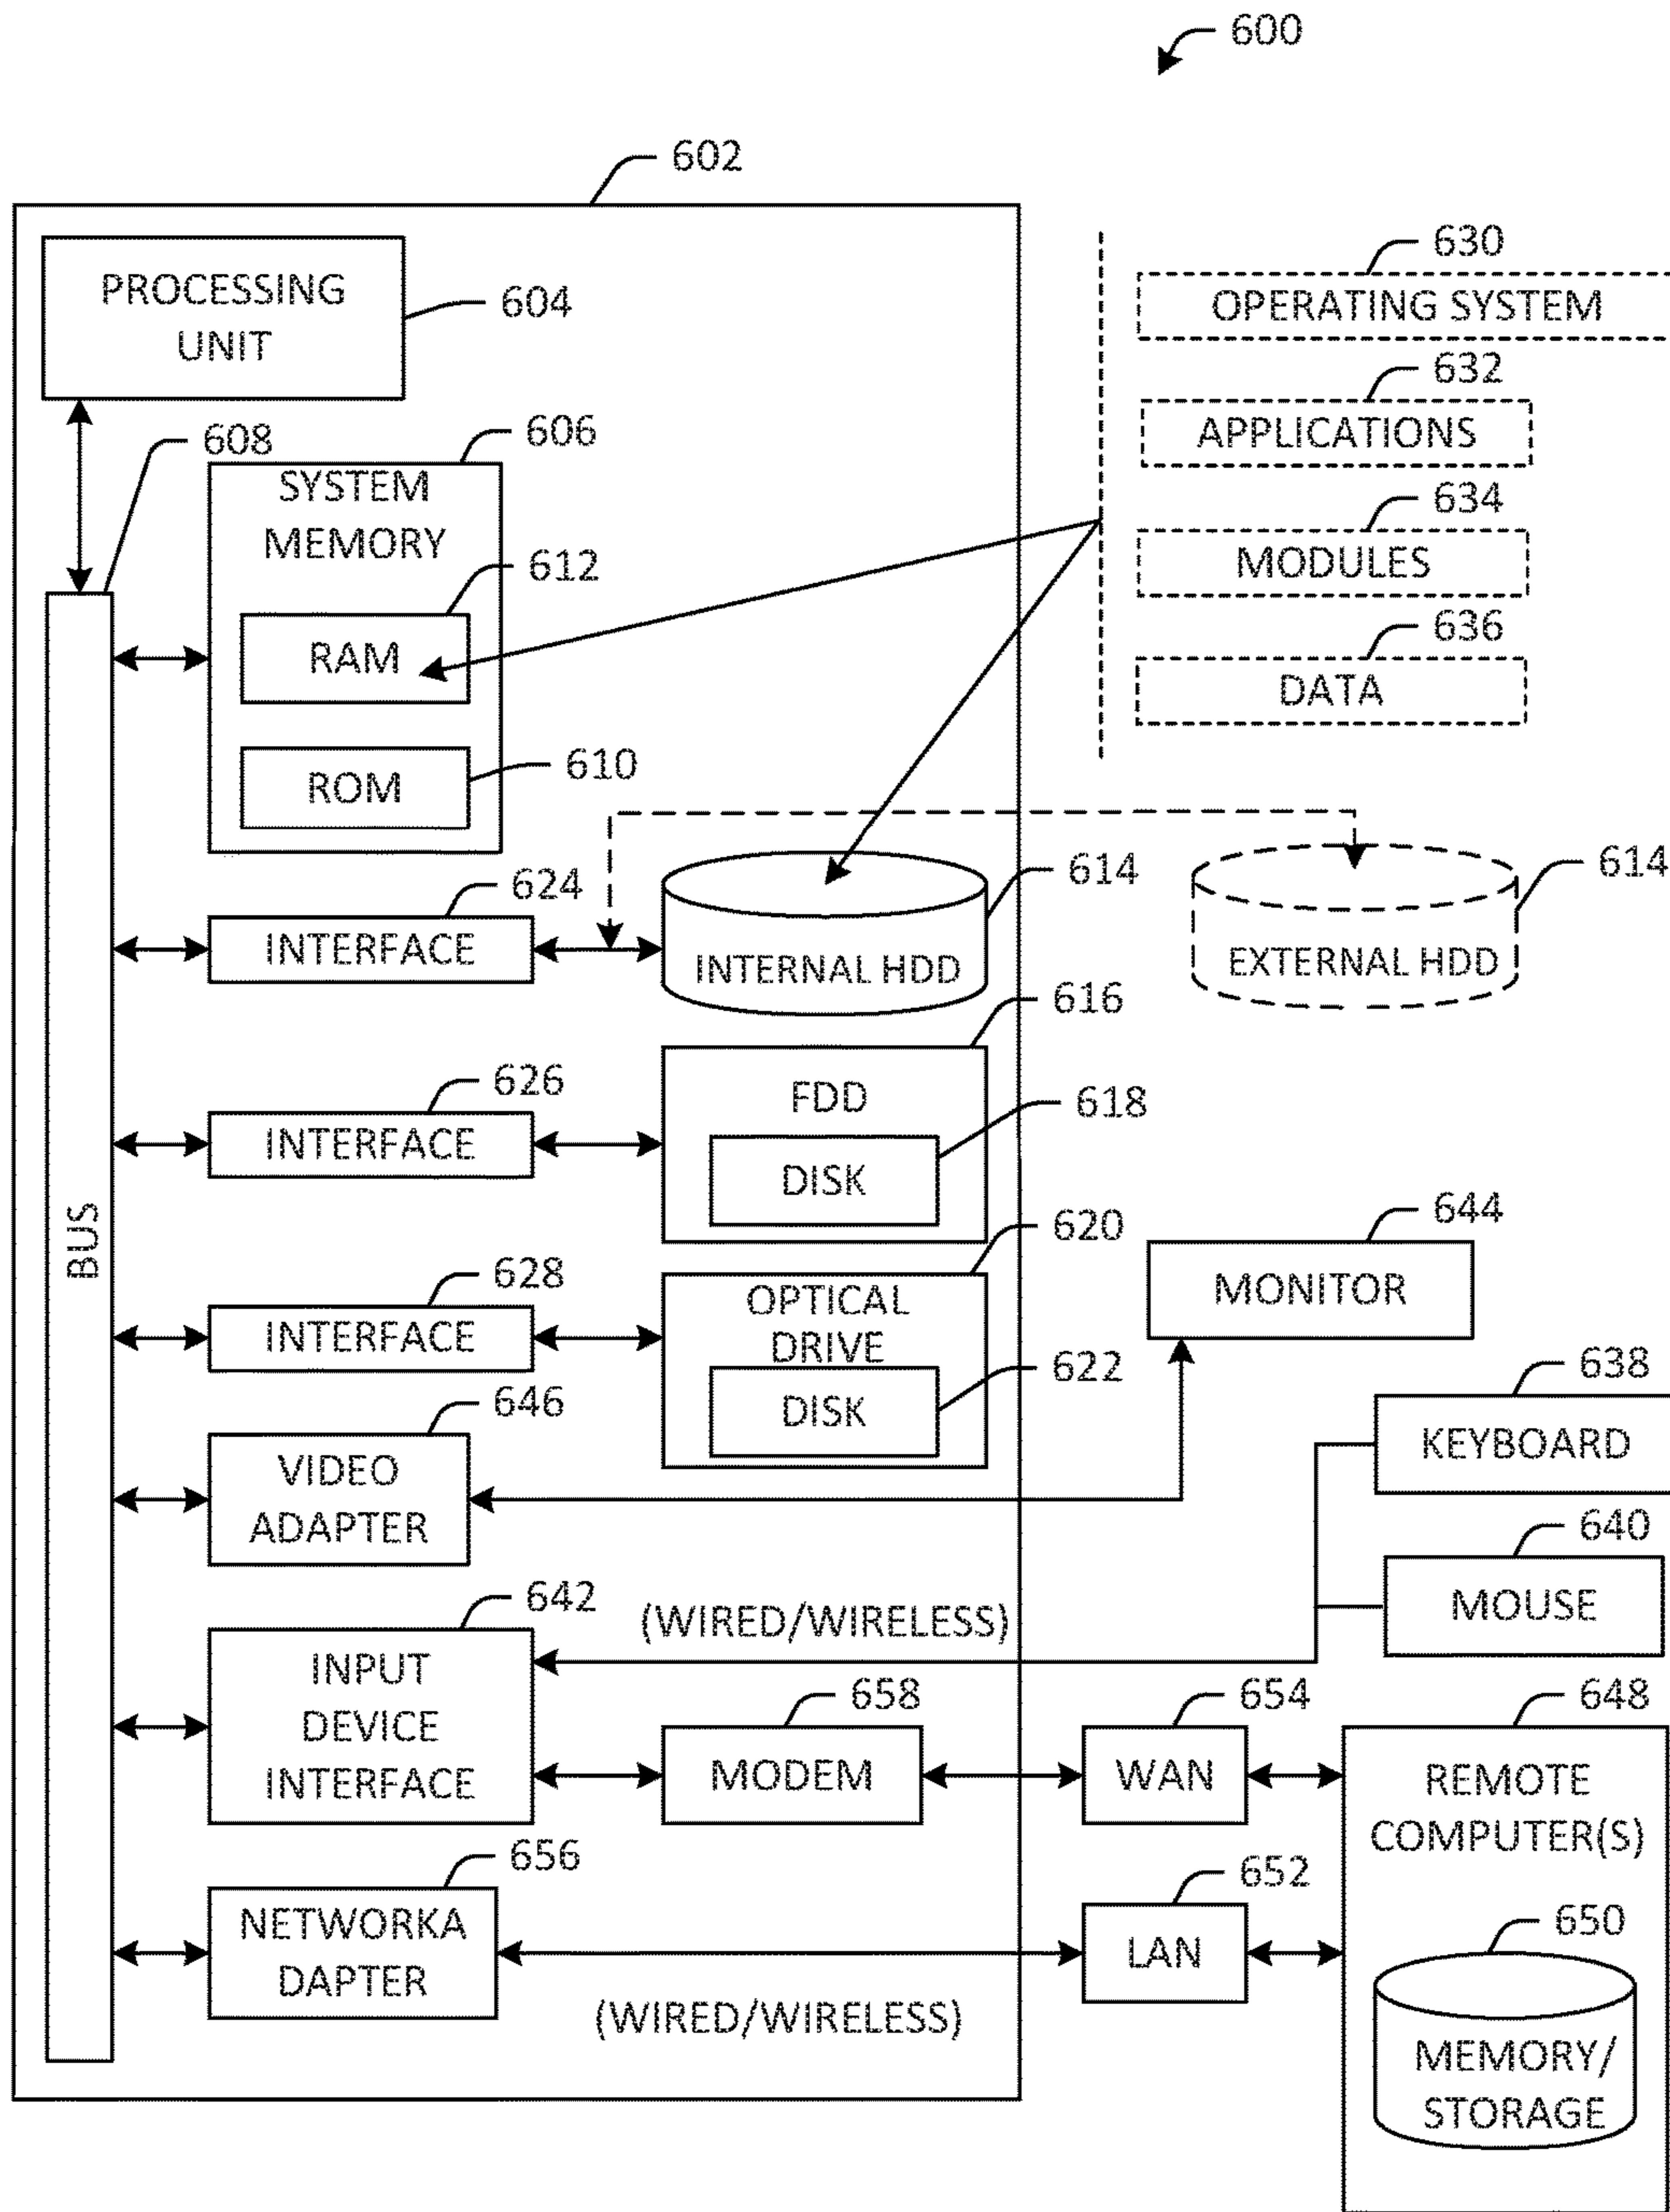 600
602
PROCESSING
UNIT
604
630
OPERATING SYSTEM
632
APPLICATIONS
634
MODULES
636
DATA
608
606
SYSTEM
MEMORY
612
RAM
610
ROM
624
INTERFACE
614
INTERNAL HDD
614
EXTERNAL HDD
616
626
INTERFACE
FDD
618
DISK
BUS
628
INTERFACE
620
OPTICAL
DRIVE
622
DISK
644
MONITOR
638
KEYBOARD
646
VIDEO
ADAPTER
640
MOUSE
642
INPUT
DEVICE
INTERFACE
(WIRED/WIRELESS)
658
MODEM
654
WAN
648
REMOTE
COMPUTER(S)
656
NETWORKA
DAPTER
652
LAN
650
MEMORY/
STORAGE
(WIRED/WIRELESS)